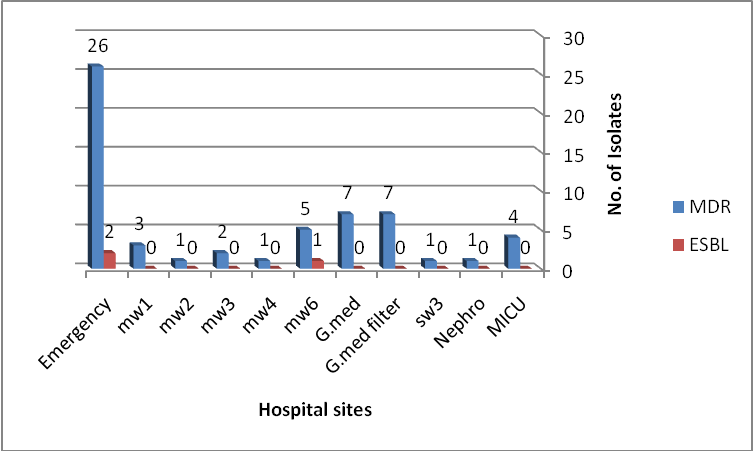 30
25
20
15
10
5
0
No. of Isolates
26
2
3
0
1
0
2
0
1
0
5
1
7
0
7
0
1
0
1
0
4
0
Emergency
mw1
mw2
mw3
mw4
mw6
G.med
G.med filter
sw3
Nephro
MICU
Hospital sites
MDR
ESBL